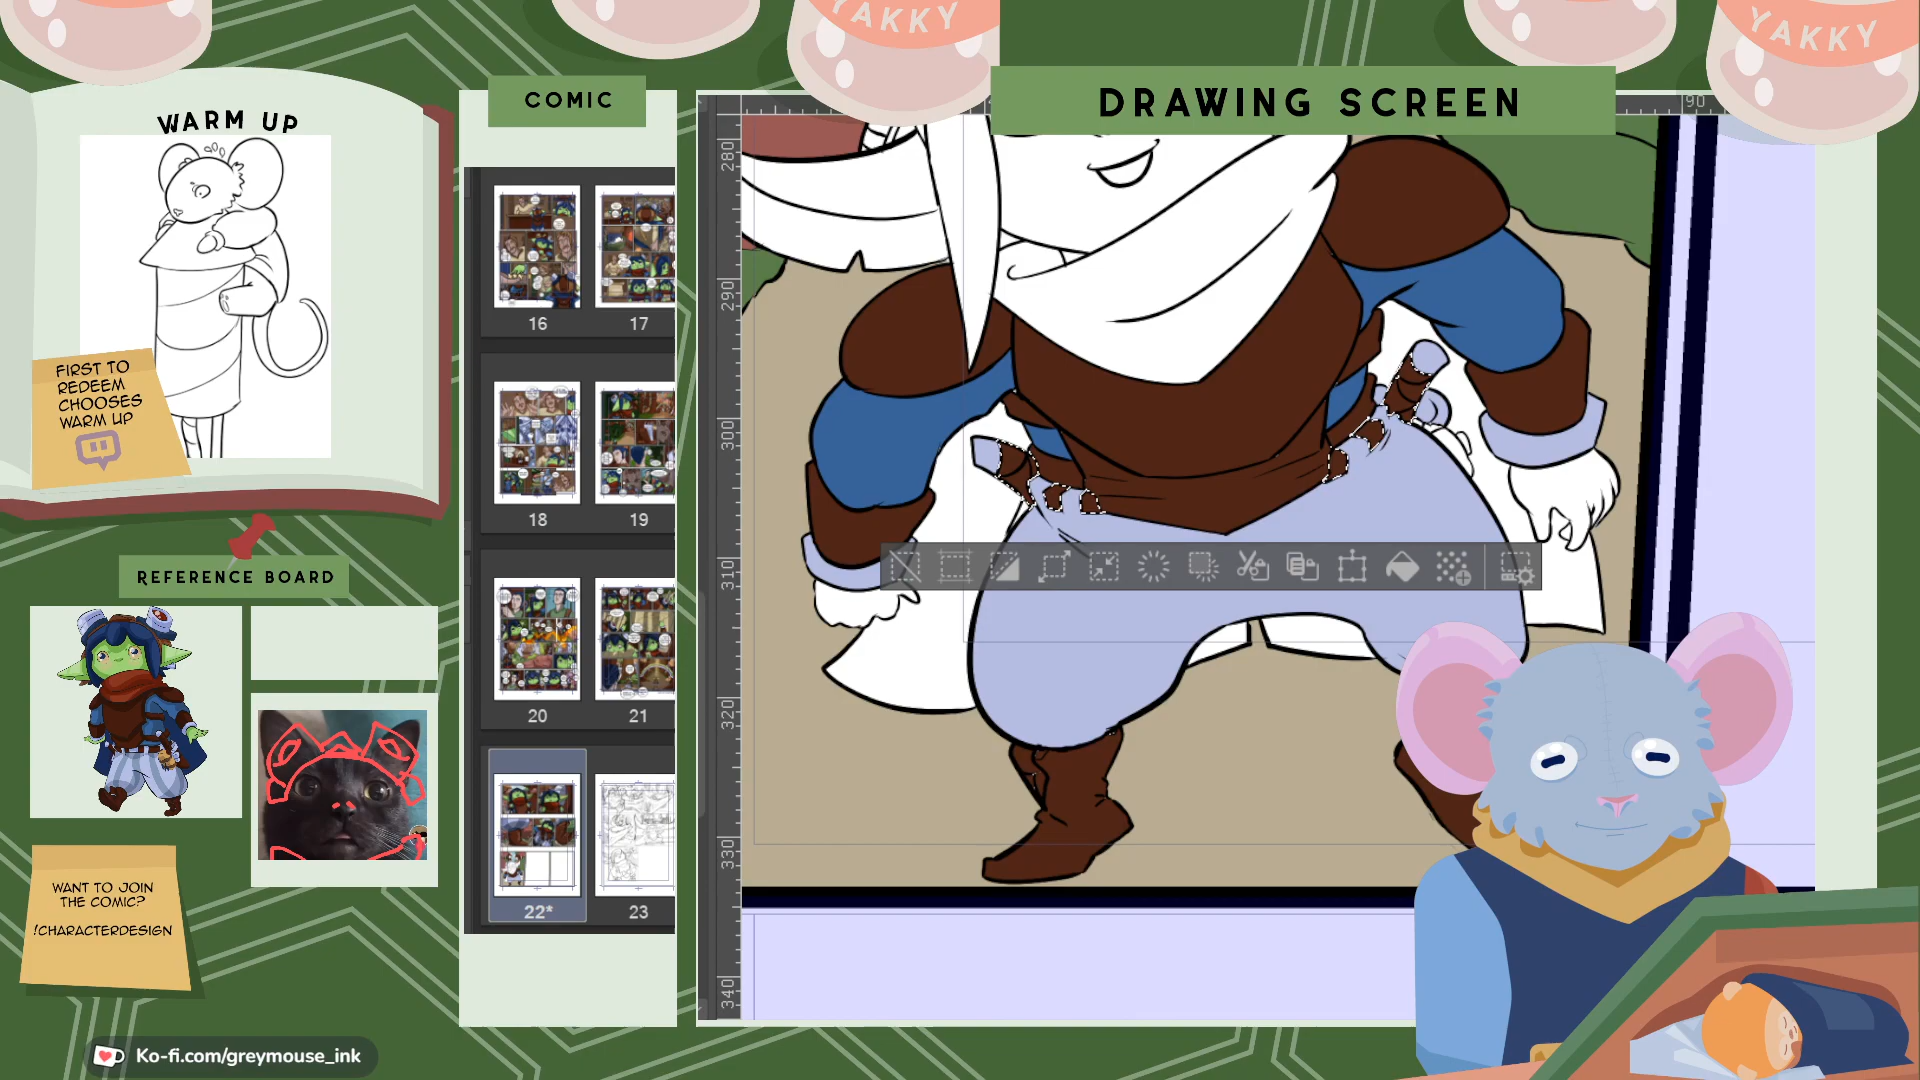 YAKKY
YAKKY
WARM UP
COMIC
DRAWING SCREEN
90
280
290
300
310
320
330
340
16
17
18
19
20
21
22*
23
FIRST TO
REDEEM
CHOOSES
WARM UP
REFERENCE BOARD
WANT TO JOIN
THE COMIC?
!CHARACTERDESIGN
Ko-fi.com/greymouse_ink